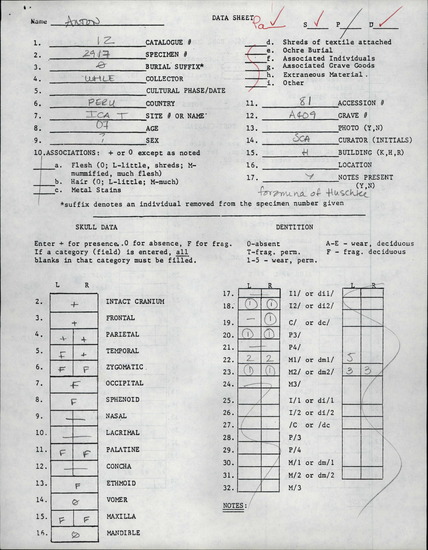 Name Anton DATA SHEET Pa ✓ S ✓ P / D ✓
1. 12 CATALOGUE #
2. 2917 SPECIMEN #
3. 0 BURIAL SUFFIX*
4. UHLE COLLECTOR
5. CULTURAL PHASE/DATE
6. PERU COUNTRY
7. ICA T SITE # OR NAME
8. 07 AGE
9. ? SEX
10. ASSOCIATIONS: + or 0 except as noted
a. Flesh (0; L-little, shreds; M-
mummified, much flesh)
b. Hair (0; L-little; M-much)
c. Metal Stains
d. Shreds of textile attached
e. Ochre Burial
f. Associated Individuals
g. Associated Grave Goods
h. Extraneous Material
i. Other
11. 81 ACCESSION #
12. A409 GRAVE #
13. PHOTO (Y,N)
14. SCA CURATOR (INITIALS)
15. H BUILDING (K,H,R)
16. LOCATION
17. Y NOTES PRESENT
(Y,N)
foramina of Huschke
*suffix denotes an individual removed from the specimen number given
SKULL DATA
Enter + for presence, 0 for absence, F for frag.
If a category (field) is entered, all
blanks in that category must be filled.
L R
2. + INTACT CRANIUM
3. — FRONTAL
4. + + PARIETAL
5. F + TEMPORAL
6. F F ZYGOMATIC
7. F OCCIPITAL
8. F SPHENOID
9. — NASAL
10. — LACRIMAL
11. F F PALATINE
12. — CONCHA
13. F ETHMOID
14. 0 VOMER
15. F F MAXILLA
16. 0 MANDIBLE
DENTITION
0-absent A-E - wear, deciduous
T-frag. perm. F - frag. deciduous
1-5 - wear, perm.
L R L R
17. — I1/ or di1/
18. 1 1 I2/ or di2/
19. — 1 C/ or dc/
20. 1 1 P3/
21. — P4/
22. 2 2 M1/ or dm1/ 5
23. 1 1 M2/ or dm2/ 3 3
24. M3/
25. I/1 or di/1
26. I/2 or di/2
27. /C or /dc
28. P/3
29. P/4
30. M/1 or dm/1
31. M/2 or dm/2
32. M/3
NOTES: